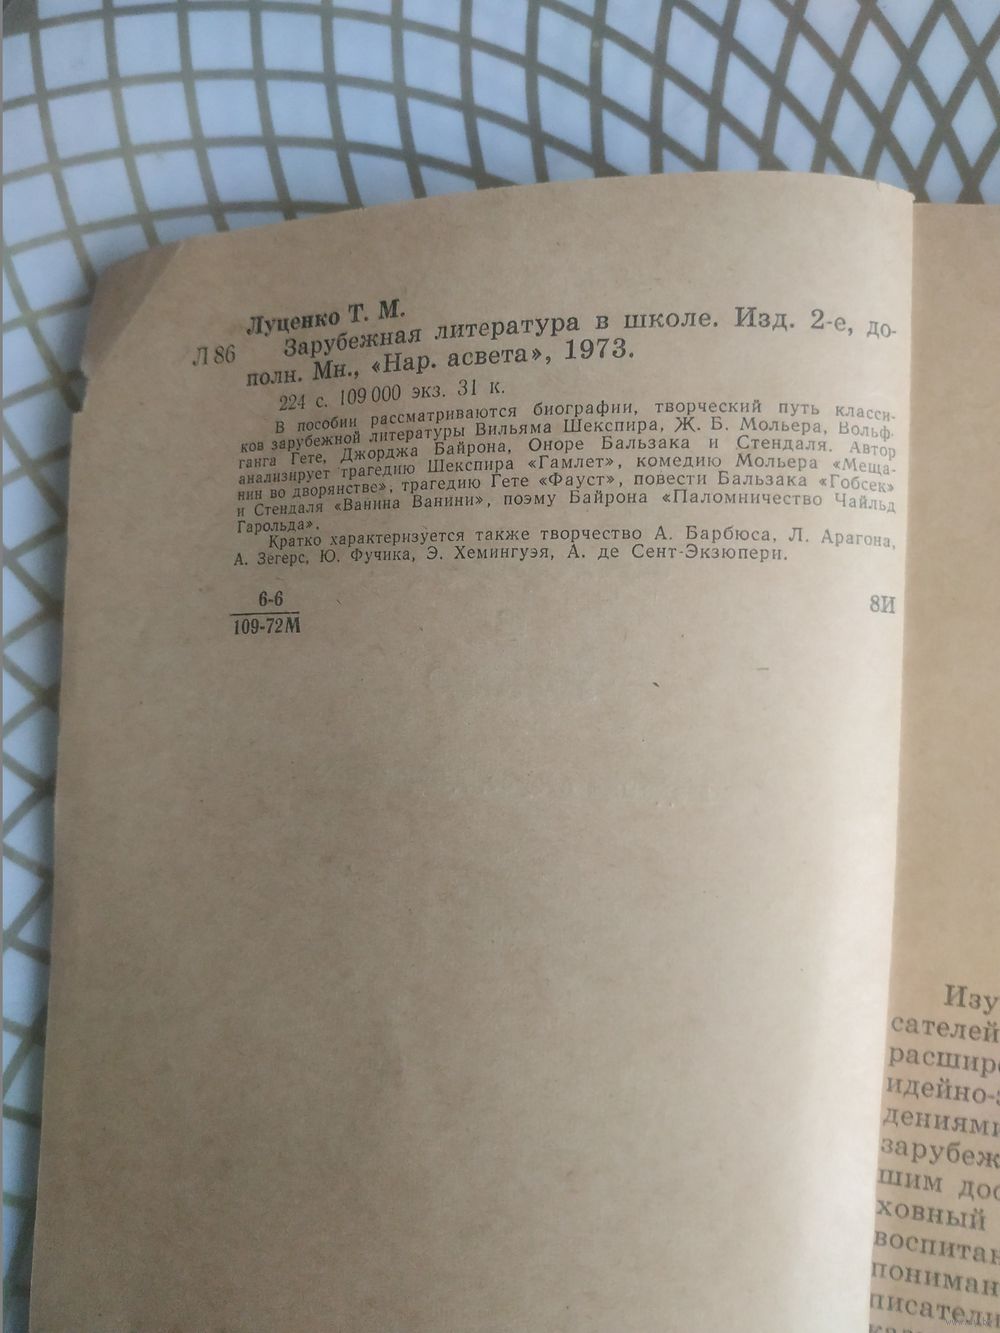 Луценко Т. М.
Л 86 Зарубежная литература в школе. Изд. 2-е, до-
полн. Мн., «Нар. асвета», 1973.
224 с. 109 000 экз. 31 к.
В пособии рассматриваются биографии, творческий путь класси-
ков зарубежной литературы Вильяма Шекспира, Ж. Б. Мольера, Вольф-
ганга Гете, Джорджа Байрона, Оноре Бальзака и Стендаля. Автор
анализирует трагедию Шекспира «Гамлет», комедию Мольера «Меща-
нин во дворянстве», трагедию Гете «Фауст», повести Бальзака «Гобсек»
и Стендаля «Ванина Ванини», поэму Байрона «Паломничество Чайльд
Гарольда».
Кратко характеризуется также творчество А. Барбюса, Л. Арагона,
А. Зегерс, Ю. Фучика, Э. Хемингуэя, А. де Сент-Экзюпери.
6-6
109-72М
8И
Изу
сателей
расшир
идейно-
дениями
зарубеж
шим дос
ховный
воспитан
пониман
писатели